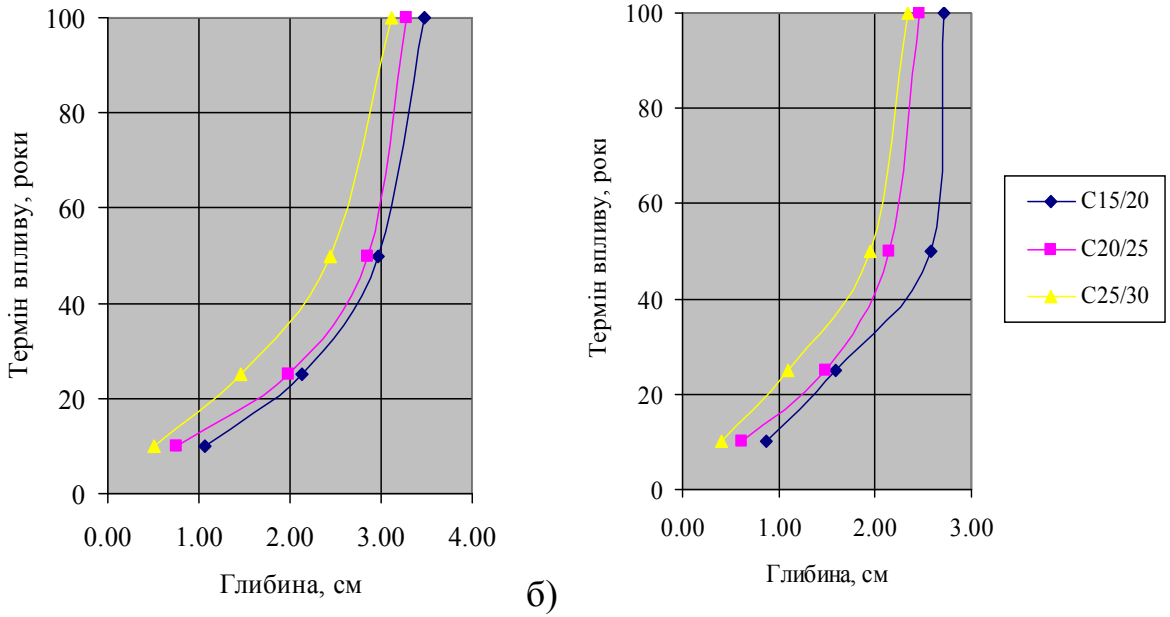 100
80
60
40
20
0
Термін впливу, роки
0.00 1.00 2.00 3.00 4.00
Глибина, см
б)
100
80
60
40
20
0
Термін впливу, рокі
0.00 1.00 2.00 3.00
Глибина, см
C15/20
C20/25
C25/30